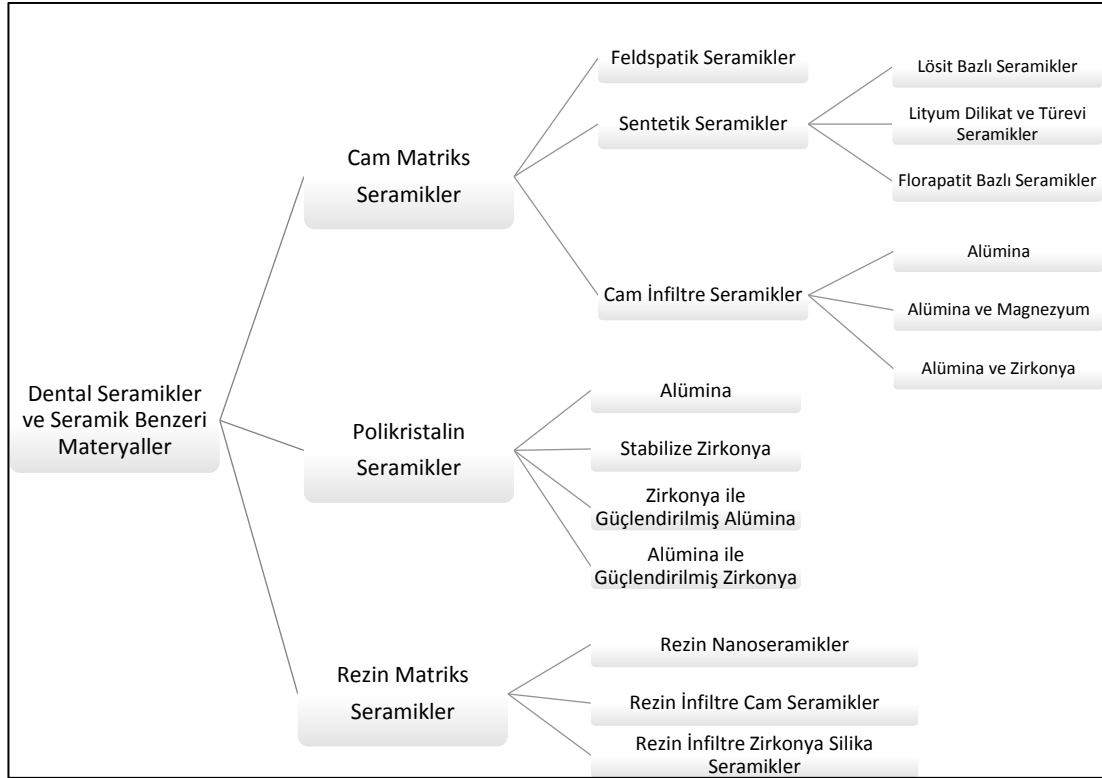 Dental Seramikler
ve Seramik Benzeri
Materyaller
Cam Matriks
Seramikler
Feldspatik Seramikler
Sentetik Seramikler
Lösit Bazlı Seramikler
Lityum Dilikat ve Türevi
Seramikler
Florapatit Bazlı Seramikler
Cam İnfiltre Seramikler
Alümina
Alümina ve Magnezyum
Alümina ve Zirkonya
Polikristalin
Seramikler
Alümina
Stabilize Zirkonya
Zirkonya ile
Güçlendirilmiş Alümina
Alümina ile
Güçlendirilmiş Zirkonya
Rezin Matriks
Seramikler
Rezin Nanoseramikler
Rezin İnfiltre Cam Seramikler
Rezin İnfiltre Zirkonya Silika
Seramikler